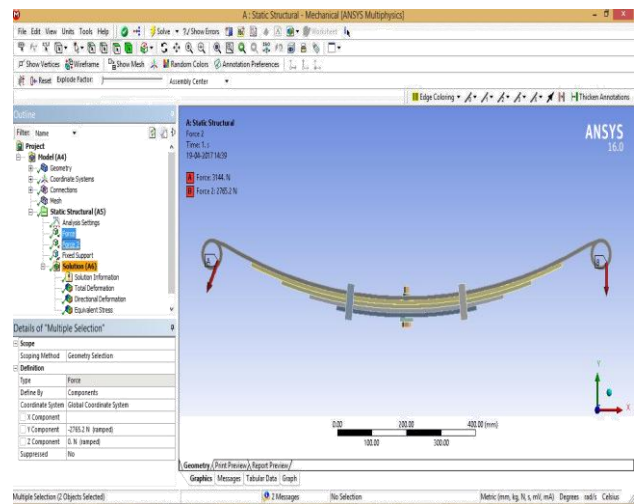 A : Static Structural - Mechanical [ANSYS Multiphysics]
File Edit View Units Tools Help Solve ?/ Show Errors Worksheet
Show Vertices Wireframe Show Mesh Random Colors Annotation Preferences
Reset Explode Factor: Assembly Center
Edge Coloring Thicken Annotations
Outline
Filter: Name
Project
Model (A4)
Geometry
Coordinate Systems
Connections
Mesh
Static Structural (A5)
Analysis Settings
Force
Force 2
Fixed Support
Solution (A6)
Solution Information
Total Deformation
Directional Deformation
Equivalent Stress
Details of "Multiple Selection"
Scope
Scoping Method Geometry Selection
Definition
Type Force
Define By Components
Coordinate System Global Coordinate System
X Component
Y Component -2765.2 N (ramped)
Z Component 0. N (ramped)
Suppressed No
A: Static Structural
Force 2
Time: 1. s
19-04-2017 14:39
A Force: 3144. N
B Force 2: 2765.2 N
ANSYS
16.0
A
B
Y
X
0.00 200.00 400.00 (mm)
100.00 300.00
Geometry Print Preview Report Preview
Graphics Messages Tabular Data Graph
Multiple Selection (2 Objects Selected) 2 Messages No Selection Metric (mm, kg, N, s, mV, mA) Degrees rad/s Celsius